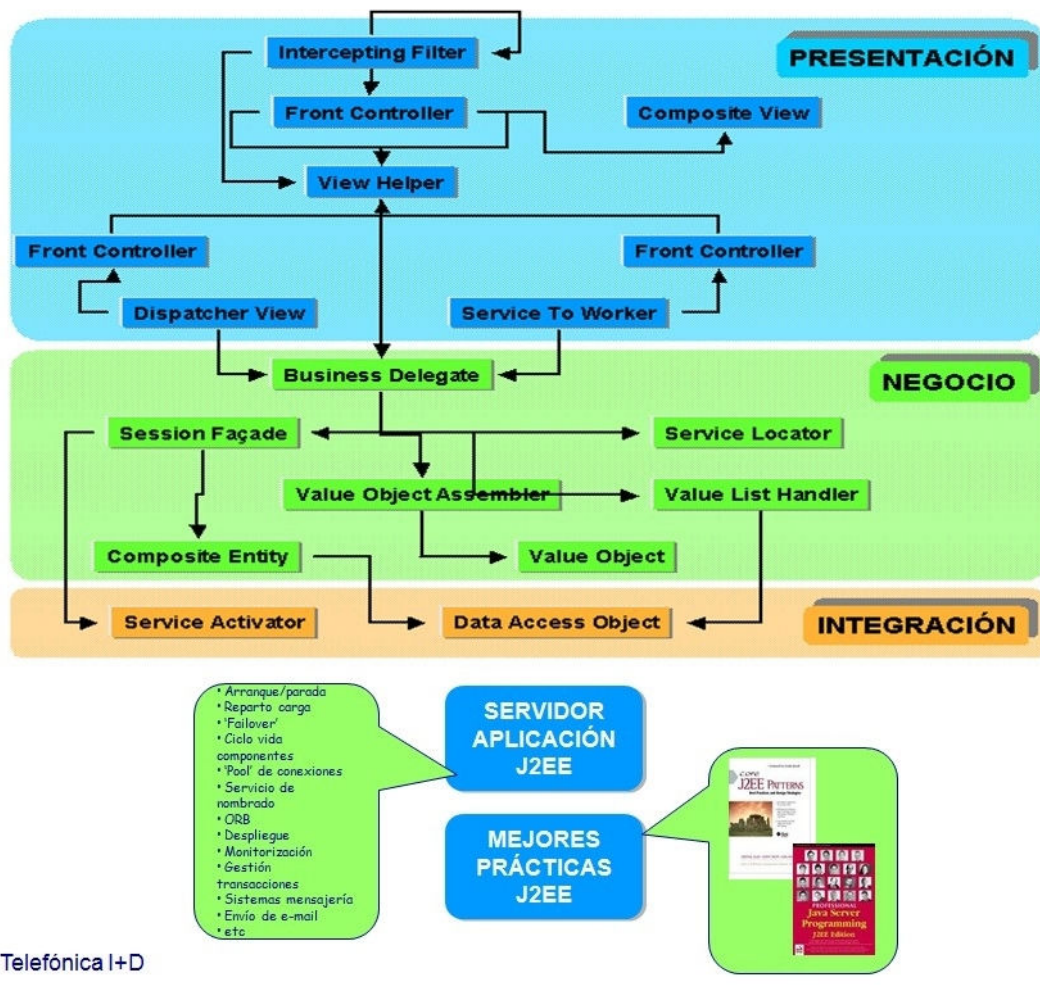 Intercepting Filter
PRESENTACIÓN
Front Controller
Composite View
View Helper
Front Controller
Front Controller
Dispatcher View
Service To Worker
Business Delegate
NEGOCIO
Session Façade
Service Locator
Value Object Assembler
Value List Handler
Composite Entity
Value Object
Service Activator
Data Access Object
INTEGRACIÓN
• Arranque/parada
• Reparto carga
• 'Failover'
• Ciclo vida
componentes
• 'Pool' de conexiones
• Servicio de
nombrado
• ORB
• Despliegue
• Monitorización
• Gestión
transacciones
• Sistemas mensajería
• Envío de e-mail
• etc
SERVIDOR
APLICACIÓN
J2EE
MEJORES
PRÁCTICAS
J2EE
core
J2EE PATTERNS
PROFESSIONAL
Java Server
Programming
J2EE Edition
Telefónica I+D